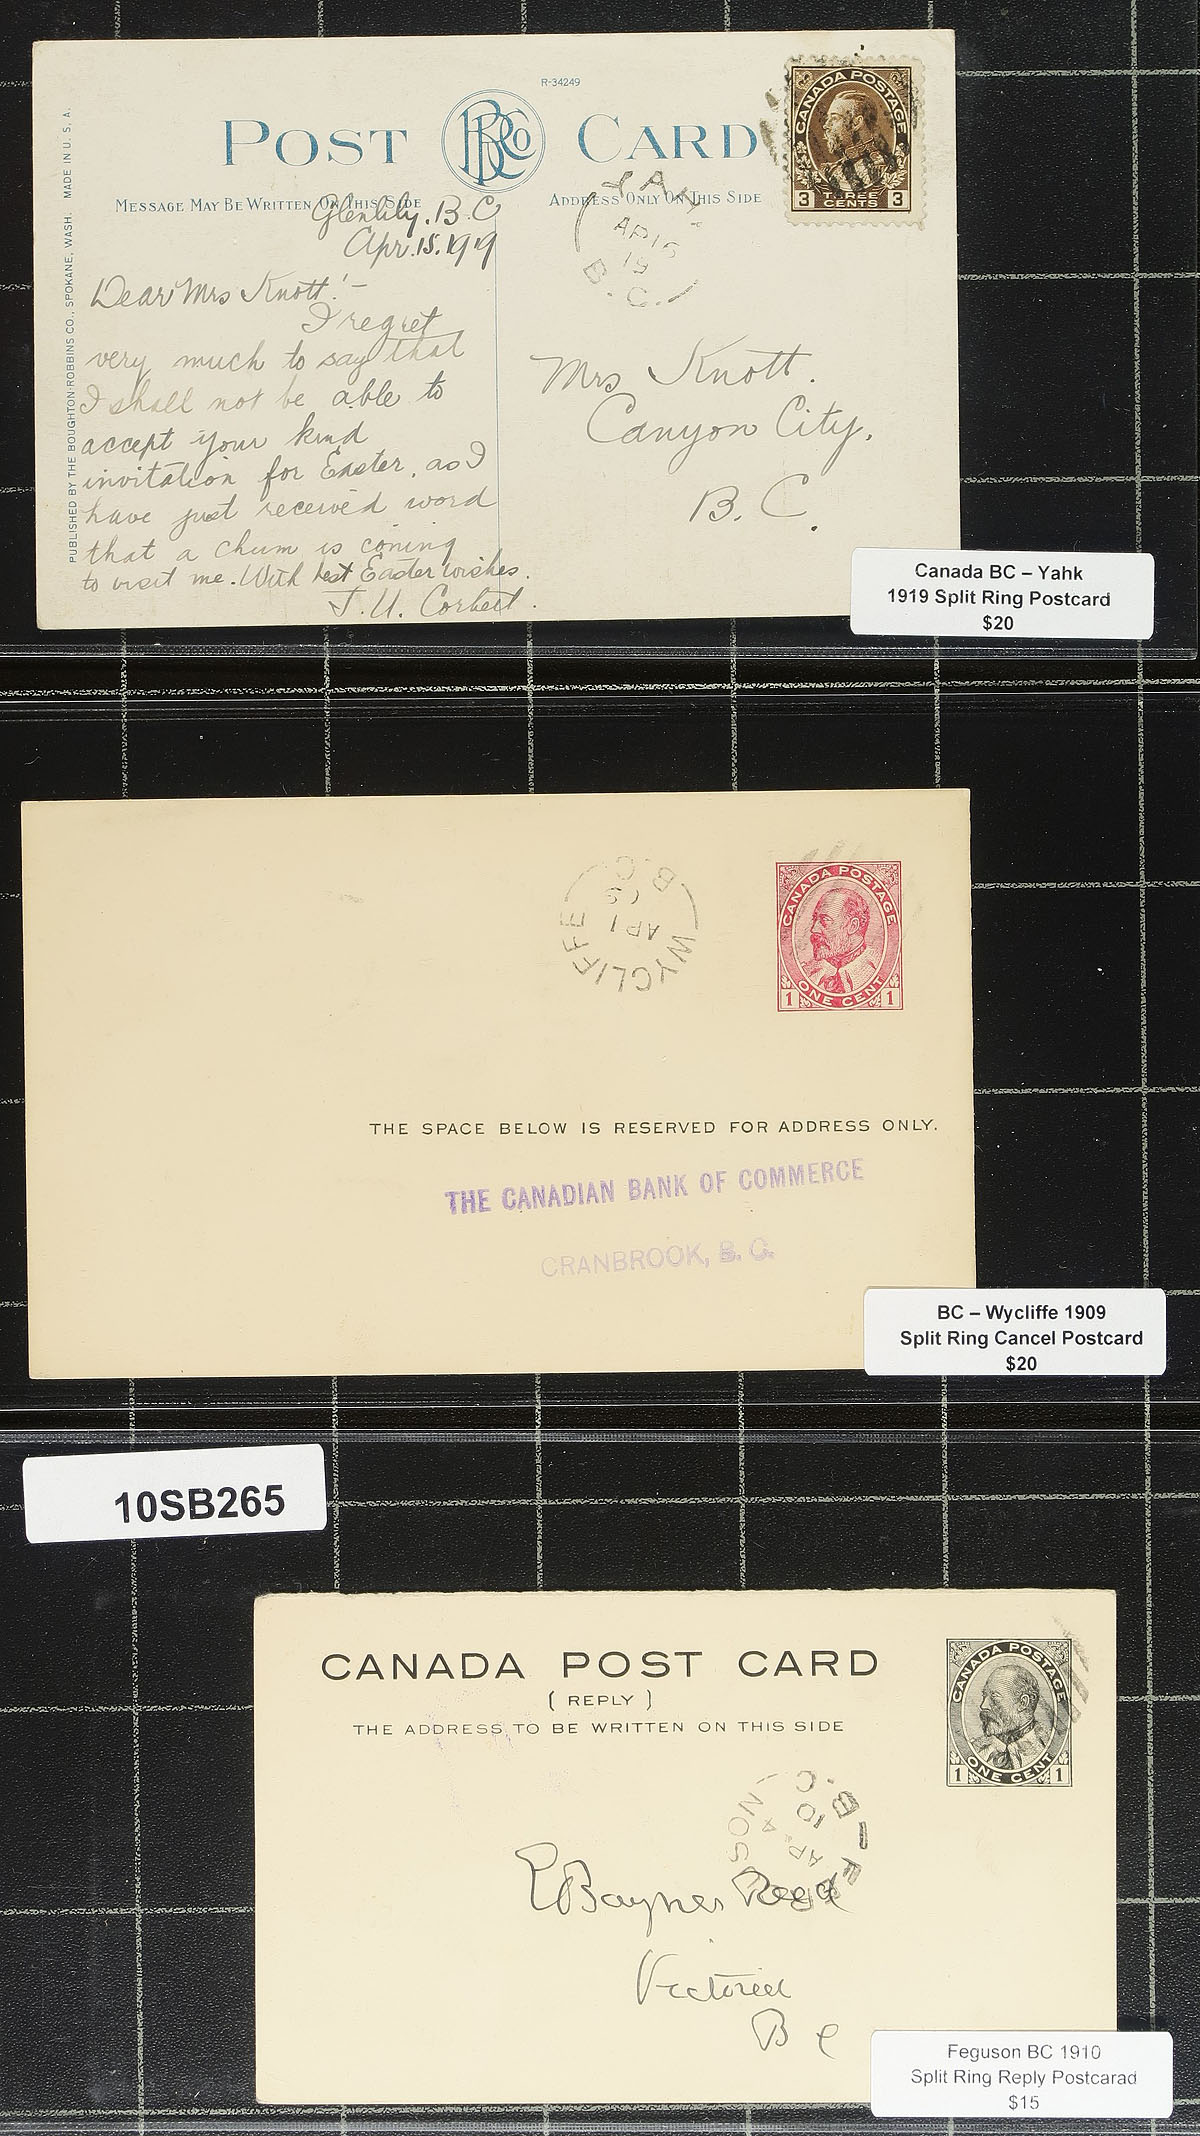 R-34249
POST CARD
BRCo
MESSAGE MAY BE WRITTEN ON THIS SIDE
ADDRESS ONLY ON THIS SIDE
CANADA POSTAGE
3 THREE CENTS 3
PUBLISHED BY THE BOUGHTON-ROBBINS CO., SPOKANE, WASH. MADE IN U. S. A.
YAHK
AP 15
19
B.C.
Glenlily. B.C
Apr. 15. 1919
Dear Mrs Knott! -
I regret
very much to say that
I shall not be able to
accept your kind
invitation for Easter, as I
have just received word
that a chum is coming
to visit me. With best Easter wishes.
J. U. Corbett.
Mrs Knott.
Canyon City,
B. C.
Canada BC – Yahk
1919 Split Ring Postcard
$20
WYCLIFFE
AP 1
09
B.C.
CANADA POSTAGE
1 ONE CENT 1
THE SPACE BELOW IS RESERVED FOR ADDRESS ONLY.
THE CANADIAN BANK OF COMMERCE
CRANBROOK, B. C.
BC – Wycliffe 1909
Split Ring Cancel Postcard
$20
10SB265
CANADA POST CARD
( REPLY )
THE ADDRESS TO BE WRITTEN ON THIS SIDE
CANADA POSTAGE
1 ONE CENT 1
AP 4
10
B.C
E Baynes Reed
Victoria
B C
Feguson BC 1910
Split Ring Reply Postcarad
$15